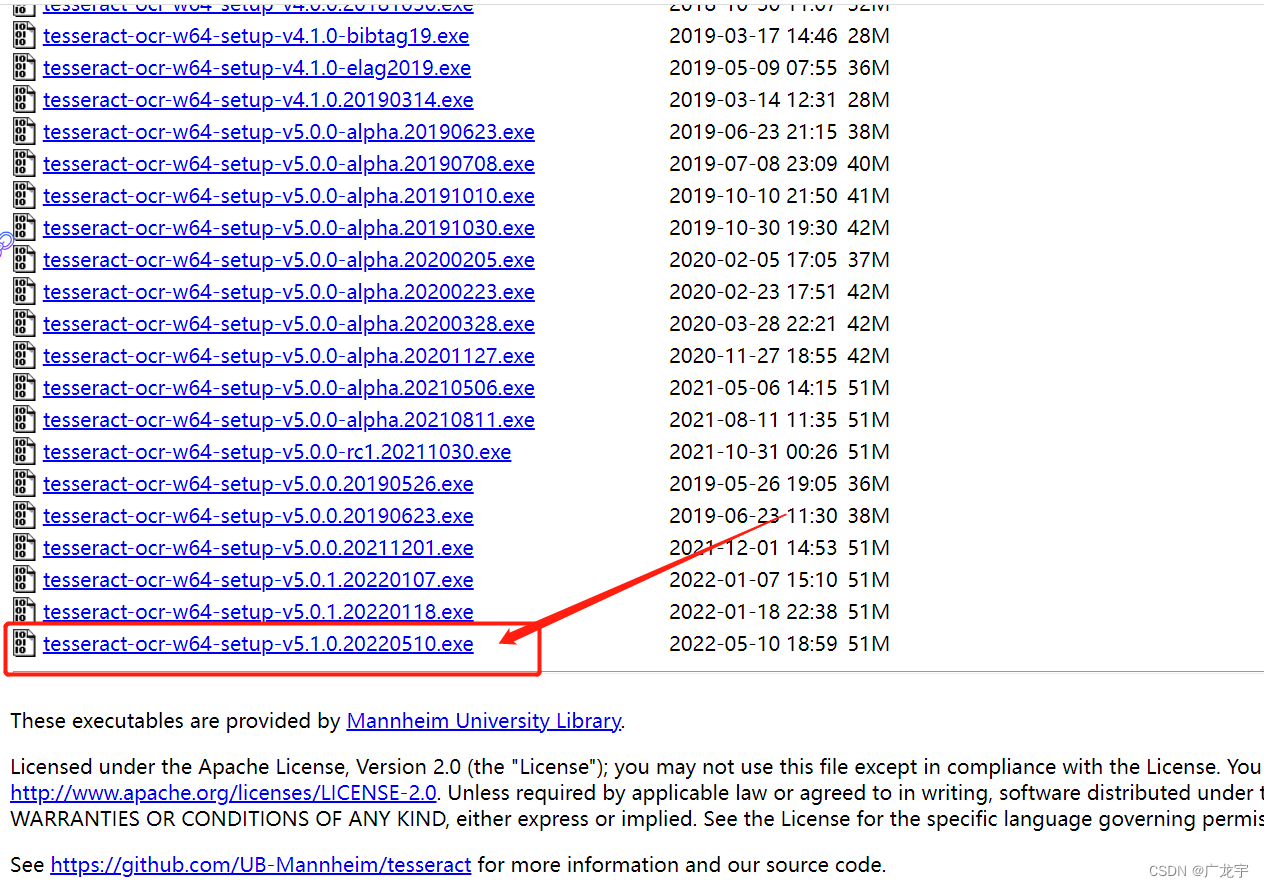 tesseract-ocr-w64-setup-v4.0.0.20181030.exe 2018-10-30 11:07 32M
tesseract-ocr-w64-setup-v4.1.0-bibtag19.exe 2019-03-17 14:46 28M
tesseract-ocr-w64-setup-v4.1.0-elag2019.exe 2019-05-09 07:55 36M
tesseract-ocr-w64-setup-v4.1.0.20190314.exe 2019-03-14 12:31 28M
tesseract-ocr-w64-setup-v5.0.0-alpha.20190623.exe 2019-06-23 21:15 38M
tesseract-ocr-w64-setup-v5.0.0-alpha.20190708.exe 2019-07-08 23:09 40M
tesseract-ocr-w64-setup-v5.0.0-alpha.20191010.exe 2019-10-10 21:50 41M
tesseract-ocr-w64-setup-v5.0.0-alpha.20191030.exe 2019-10-30 19:30 42M
tesseract-ocr-w64-setup-v5.0.0-alpha.20200205.exe 2020-02-05 17:05 37M
tesseract-ocr-w64-setup-v5.0.0-alpha.20200223.exe 2020-02-23 17:51 42M
tesseract-ocr-w64-setup-v5.0.0-alpha.20200328.exe 2020-03-28 22:21 42M
tesseract-ocr-w64-setup-v5.0.0-alpha.20201127.exe 2020-11-27 18:55 42M
tesseract-ocr-w64-setup-v5.0.0-alpha.20210506.exe 2021-05-06 14:15 51M
tesseract-ocr-w64-setup-v5.0.0-alpha.20210811.exe 2021-08-11 11:35 51M
tesseract-ocr-w64-setup-v5.0.0-rc1.20211030.exe 2021-10-31 00:26 51M
tesseract-ocr-w64-setup-v5.0.0.20190526.exe 2019-05-26 19:05 36M
tesseract-ocr-w64-setup-v5.0.0.20190623.exe 2019-06-23 11:30 38M
tesseract-ocr-w64-setup-v5.0.0.20211201.exe 2021-12-01 14:53 51M
tesseract-ocr-w64-setup-v5.0.1.20220107.exe 2022-01-07 15:10 51M
tesseract-ocr-w64-setup-v5.0.1.20220118.exe 2022-01-18 22:38 51M
tesseract-ocr-w64-setup-v5.1.0.20220510.exe 2022-05-10 18:59 51M
These executables are provided by Mannheim University Library.
Licensed under the Apache License, Version 2.0 (the "License"); you may not use this file except in compliance with the License. You
http://www.apache.org/licenses/LICENSE-2.0. Unless required by applicable law or agreed to in writing, software distributed under
WARRANTIES OR CONDITIONS OF ANY KIND, either express or implied. See the License for the specific language governing permis
See https://github.com/UB-Mannheim/tesseract for more information and our source code.
CSDN @广龙宇